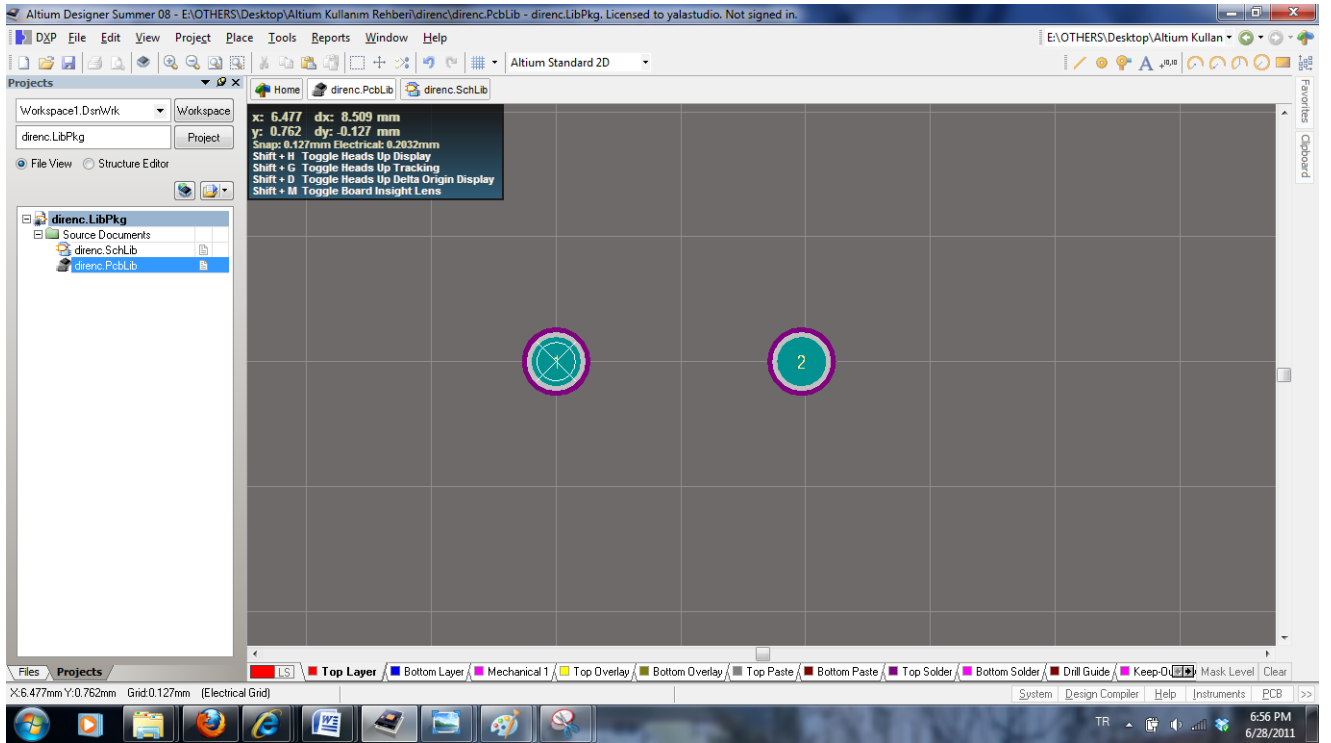 Altium Designer Summer 08 - E:\OTHERS\Desktop\Altium Kullanım Rehberi\direnc\direnc.PcbLib - direnc.LibPkg. Licensed to yalastudio. Not signed in.
DXP File Edit View Project Place Tools Reports Window Help
E:\OTHERS\Desktop\Altium Kullan
Altium Standard 2D
Projects
Home direnc.PcbLib direnc.SchLib
Favorites
Clipboard
Workspace1.DsnWrk Workspace
direnc.LibPkg Project
File View Structure Editor
direnc.LibPkg
Source Documents
direnc.SchLib
direnc.PcbLib
x: 6.477 dx: 8.509 mm
y: 0.762 dy: -0.127 mm
Snap: 0.127mm Electrical: 0.2032mm
Shift + H Toggle Heads Up Display
Shift + G Toggle Heads Up Tracking
Shift + D Toggle Heads Up Delta Origin Display
Shift + M Toggle Board Insight Lens
1
2
Files Projects
LS Top Layer Bottom Layer Mechanical 1 Top Overlay Bottom Overlay Top Paste Bottom Paste Top Solder Bottom Solder Drill Guide Keep-Ou Mask Level Clear
X:6.477mm Y:0.762mm Grid:0.127mm (Electrical Grid)
System Design Compiler Help Instruments PCB >>
TR
6:56 PM
6/28/2011